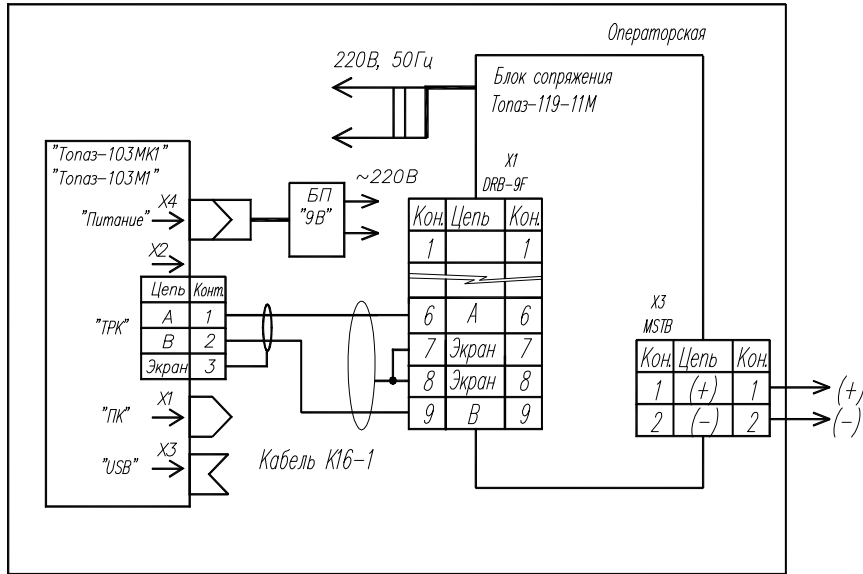 Операторская
220В, 50Гц
Блок сопряжения
Топаз-119-11М
"Топаз-103МК1"
"Топаз-103М1"
X4
"Питание"
БП
"9В"
~220В
X1
DRB-9F
Кон. Цепь Кон.
1 1
6 А 6
7 Экран 7
8 Экран 8
9 В 9
X2
"ТРК"
Цепь Конт.
А 1
В 2
Экран 3
X1
"ПК"
X3
"USB"
Кабель К16-1
X3
MSTB
Кон. Цепь Кон.
1 (+) 1
2 (-) 2
(+)
(-)